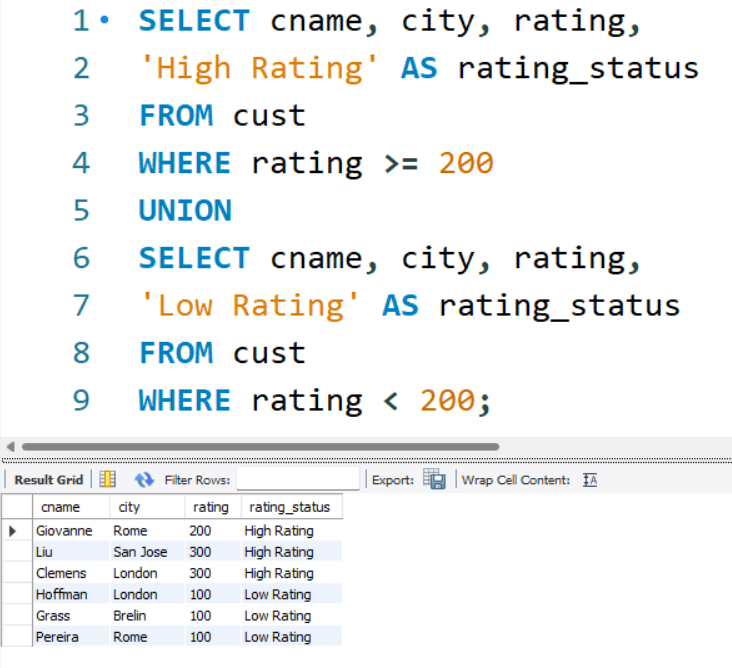 1 SELECT cname, city, rating,
2 'High Rating' AS rating_status
3 FROM cust
4 WHERE rating >= 200
5 UNION
6 SELECT cname, city, rating,
7 'Low Rating' AS rating_status
8 FROM cust
9 WHERE rating < 200;
Result Grid Filter Rows: Export: Wrap Cell Content: IA
cname city rating rating_status
Giovanne Rome 200 High Rating
Liu San Jose 300 High Rating
Clemens London 300 High Rating
Hoffman London 100 Low Rating
Grass Brelin 100 Low Rating
Pereira Rome 100 Low Rating